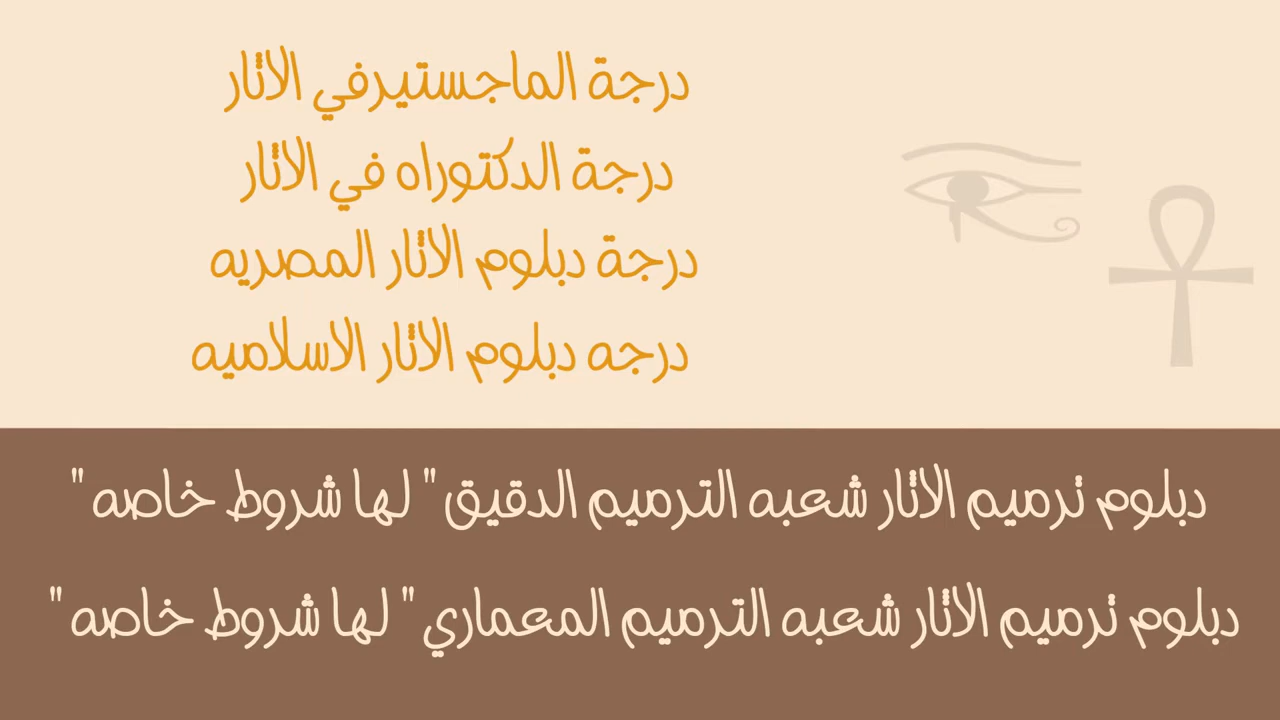 درجة الماجستيرفي الاثار
درجة الدكتوراه في الاثار
درجة دبلوم الاثار المصريه
درجه دبلوم الاثار الاسلاميه
دبلوم ترميم الاثار شعبه الترميم الدقيق" لها شروط خاصه"
دبلوم ترميم الاثار شعبه الترميم المعماري" لها شروط خاصه"